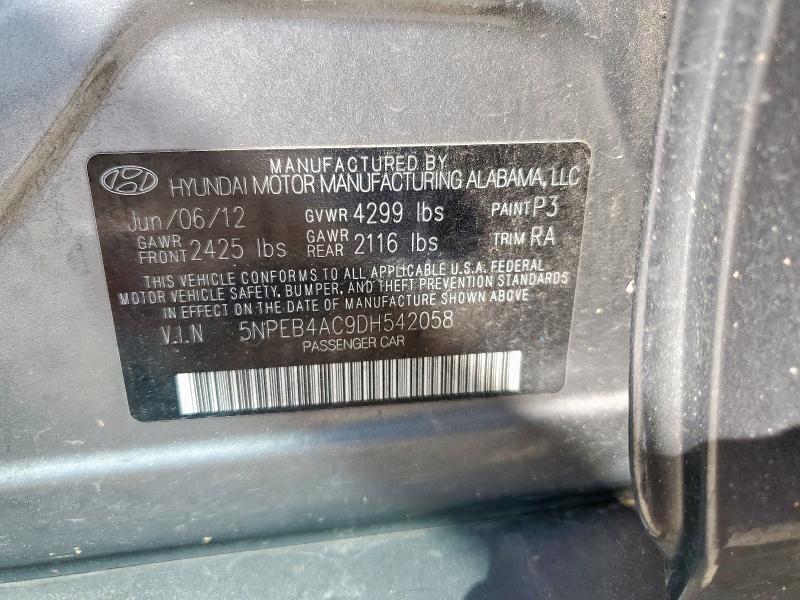 MANUFACTURED BY
HYUNDAI MOTOR MANUFACTURING ALABAMA, LLC
Jun/06/12 GVWR 4299 lbs PAINT P3
GAWR FRONT 2425 lbs GAWR REAR 2116 lbs TRIM RA
THIS VEHICLE CONFORMS TO ALL APPLICABLE U.S.A. FEDERAL
MOTOR VEHICLE SAFETY, BUMPER, AND THEFT PREVENTION STANDARDS
IN EFFECT ON THE DATE OF MANUFACTURE SHOWN ABOVE
V.I.N 5NPEB4AC9DH542058
PASSENGER CAR